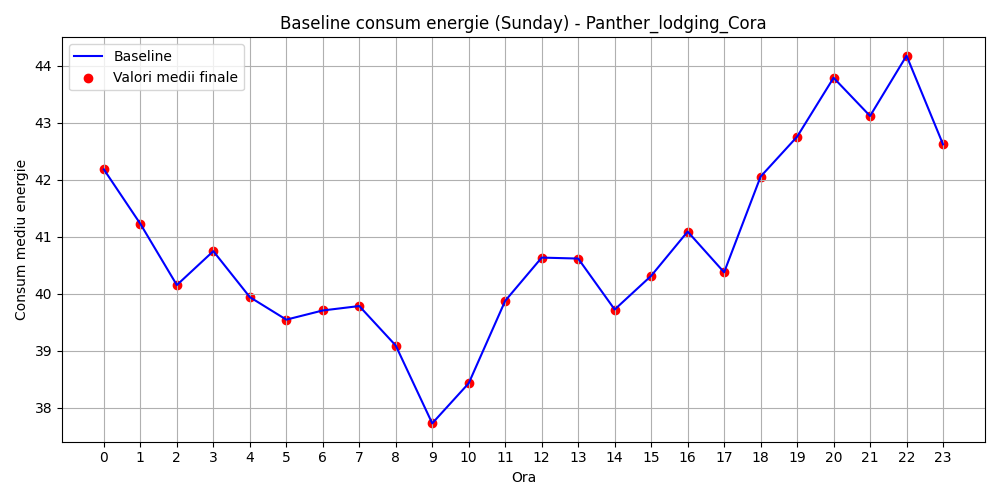 Baseline consum energie (Sunday) - Panther_lodging_Cora
Baseline
Valori medii finale
Consum mediu energie
44
43
42
41
40
39
38
0 1 2 3 4 5 6 7 8 9 10 11 12 13 14 15 16 17 18 19 20 21 22 23
Ora